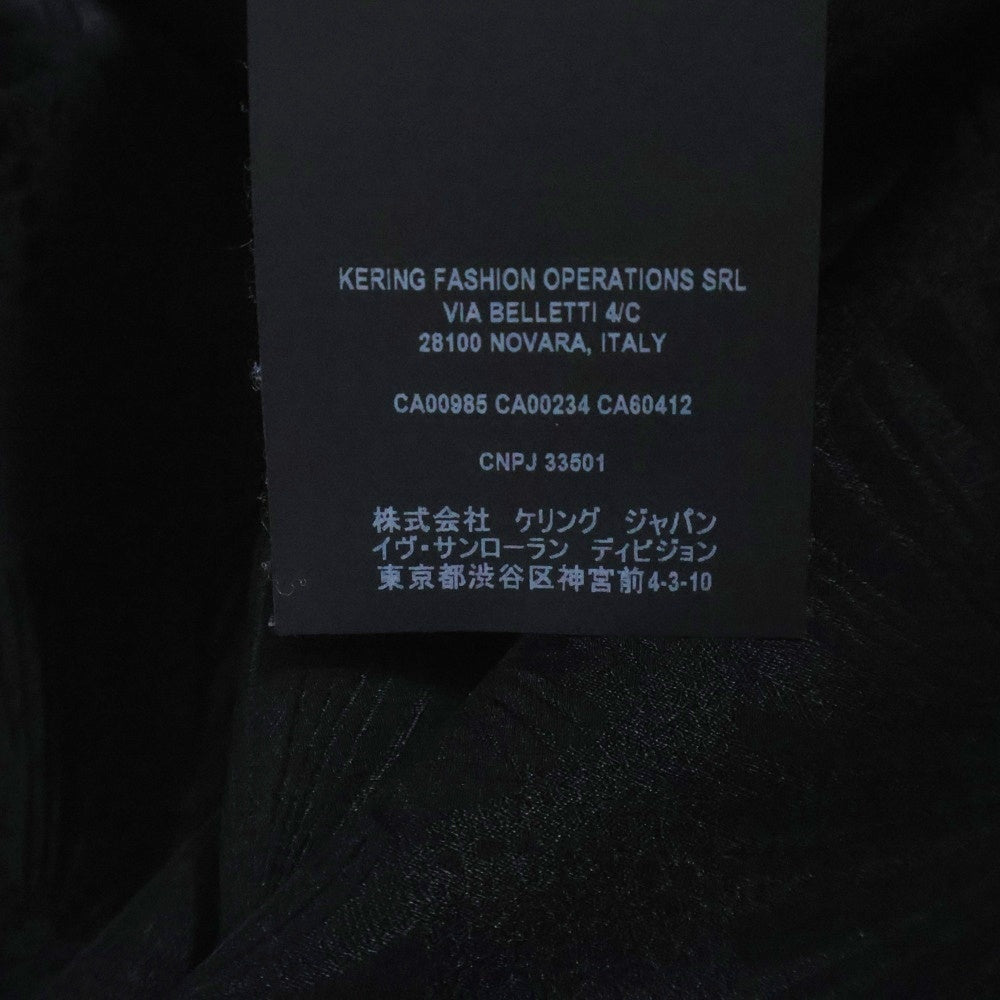 KERING FASHION OPERATIONS SRL
VIA BELLETTI 4/C
28100 NOVARA, ITALY
CA00985 CA00234 CA60412
CNPJ 33501
株式会社 ケリング ジャパン
イヴ・サンローラン ディビジョン
東京都渋谷区神宮前4-3-10